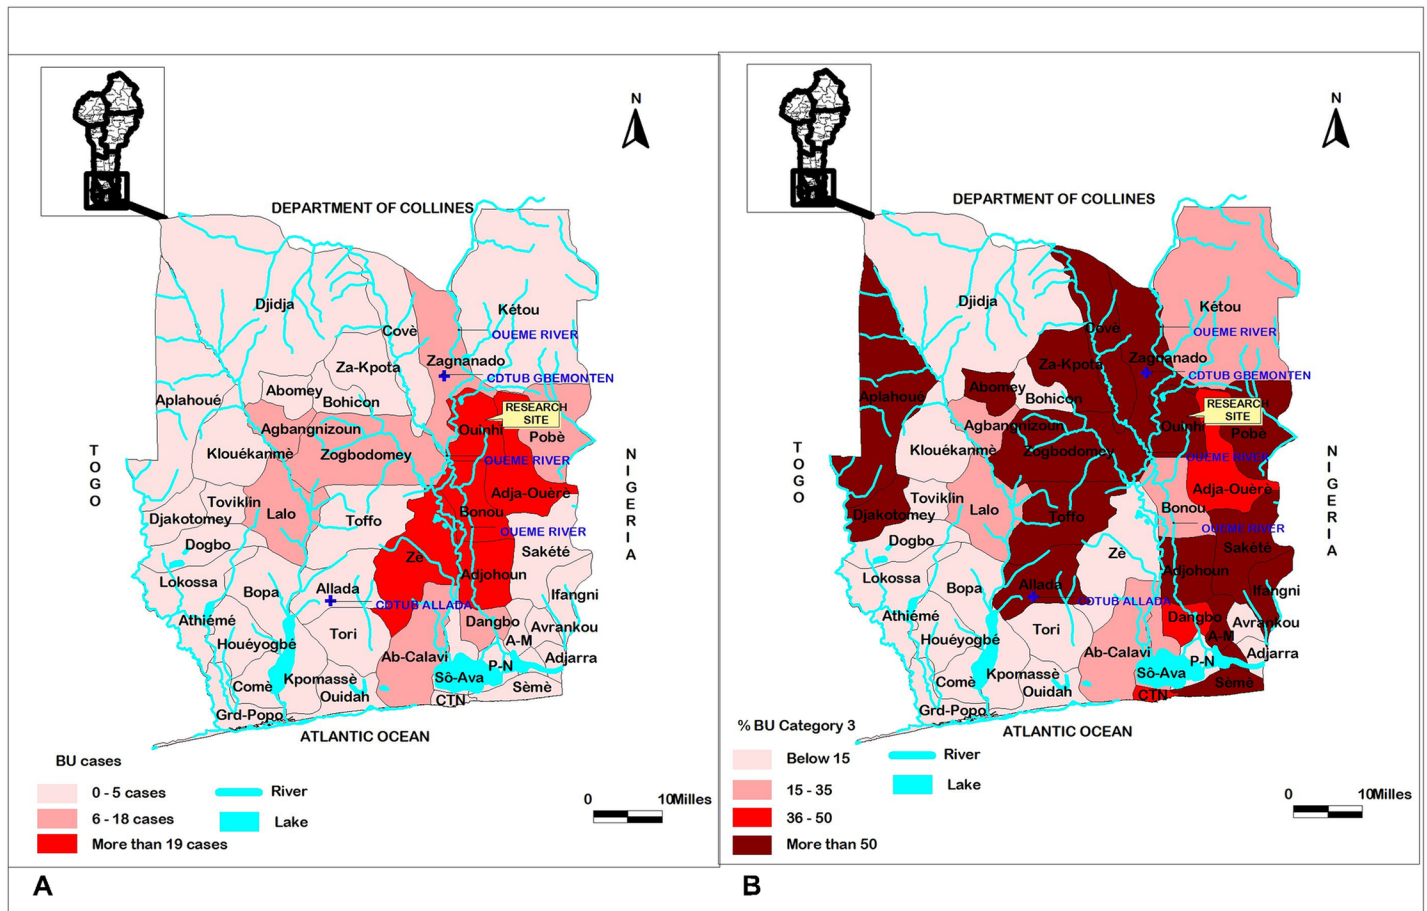 N
DEPARTMENT OF COLLINES
Djidja
Kétou
Covè
OUEME RIVER
Za-Kpota
Zagnanado
CDTUB GBEMONTEN
Abomey
Aplahoué
Bohicon
RESEARCH
SITE
Agbangnizoun
Ouinhi
Pobè
Klouékanmè
Zogbodomey
OUEME RIVER
TOGO
NIGERIA
Adja-Ouèrè
Toviklin
Lalo
Bonou
Djakotomey
Toffo
OUEME RIVER
Dogbo
Zè
Sakété
Lokossa
Adjohoun
Bopa
Allada
Ifangni
CDTUB ALLADA
Athiémé
Dangbo
Avrankou
Tori
Houéyogbé
A-M
Ab-Calavi
Adjarra
P-N
Kpomassè
Sô-Ava
Comè
Ouidah
Sèmè
CTN
Grd-Popo
ATLANTIC OCEAN
BU cases
0 - 5 cases
6 - 18 cases
More than 19 cases
River
Lake
0 10Milles
A
N
DEPARTMENT OF COLLINES
Djidja
Kétou
Covè
OUEME RIVER
Za-Kpota
Zagnanado
CDTUB GBEMONTEN
Abomey
Aplahoué
Bohicon
RESEARCH
SITE
Agbangnizoun
Ouinhi
Pobè
Klouékanmè
Zogbodomey
OUEME RIVER
TOGO
NIGERIA
Adja-Ouèrè
Toviklin
Lalo
Bonou
Djakotomey
Toffo
OUEME RIVER
Dogbo
Zè
Sakété
Lokossa
Adjohoun
Bopa
Allada
Ifangni
CDTUB ALLADA
Athiémé
Dangbo
Avrankou
Tori
Houéyogbé
A-M
Ab-Calavi
Adjarra
P-N
Kpomassè
Sô-Ava
Comè
Ouidah
Sèmè
CTN
Grd-Popo
ATLANTIC OCEAN
% BU Category 3
Below 15
15 - 35
36 - 50
More than 50
River
Lake
0 10Milles
B